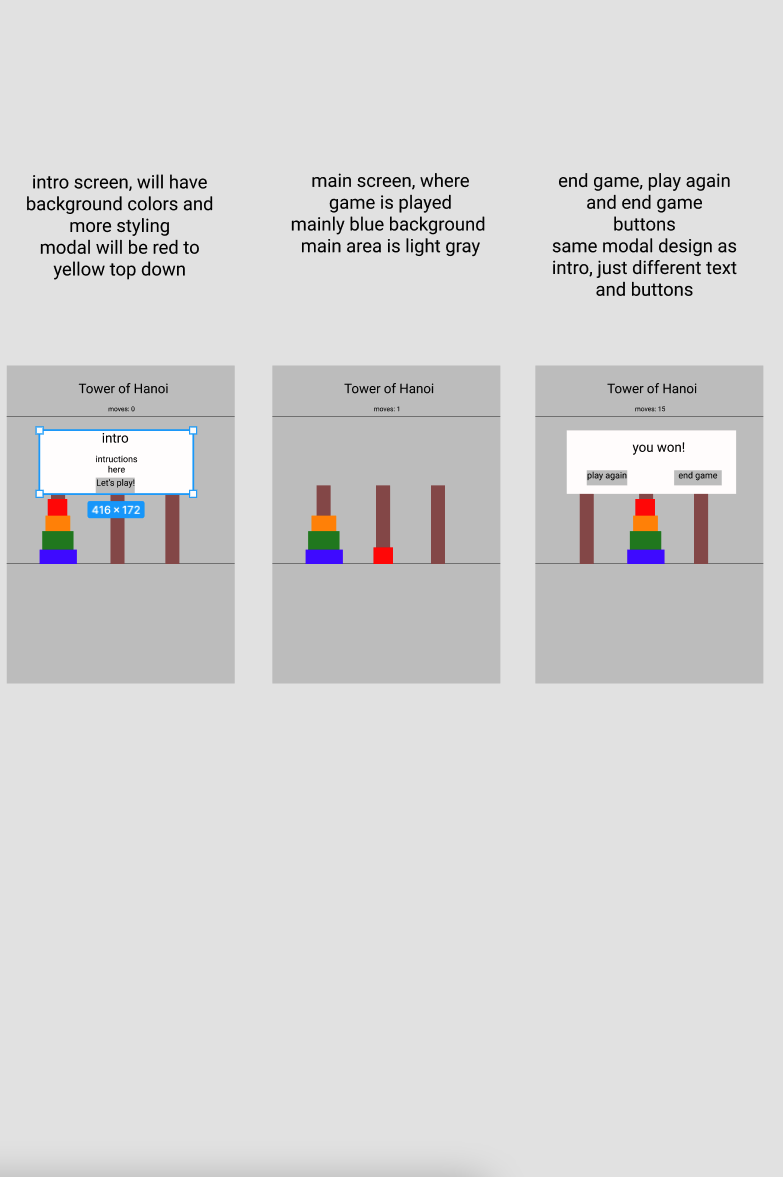 intro screen, will have
background colors and
more styling
modal will be red to
yellow top down
main screen, where
game is played
mainly blue background
main area is light gray
end game, play again
and end game
buttons
same modal design as
intro, just different text
and buttons
Tower of Hanoi
moves: 0
intro
intructions
here
Let's play!
416 × 172
Tower of Hanoi
moves: 1
Tower of Hanoi
moves: 15
you won!
play again
end game